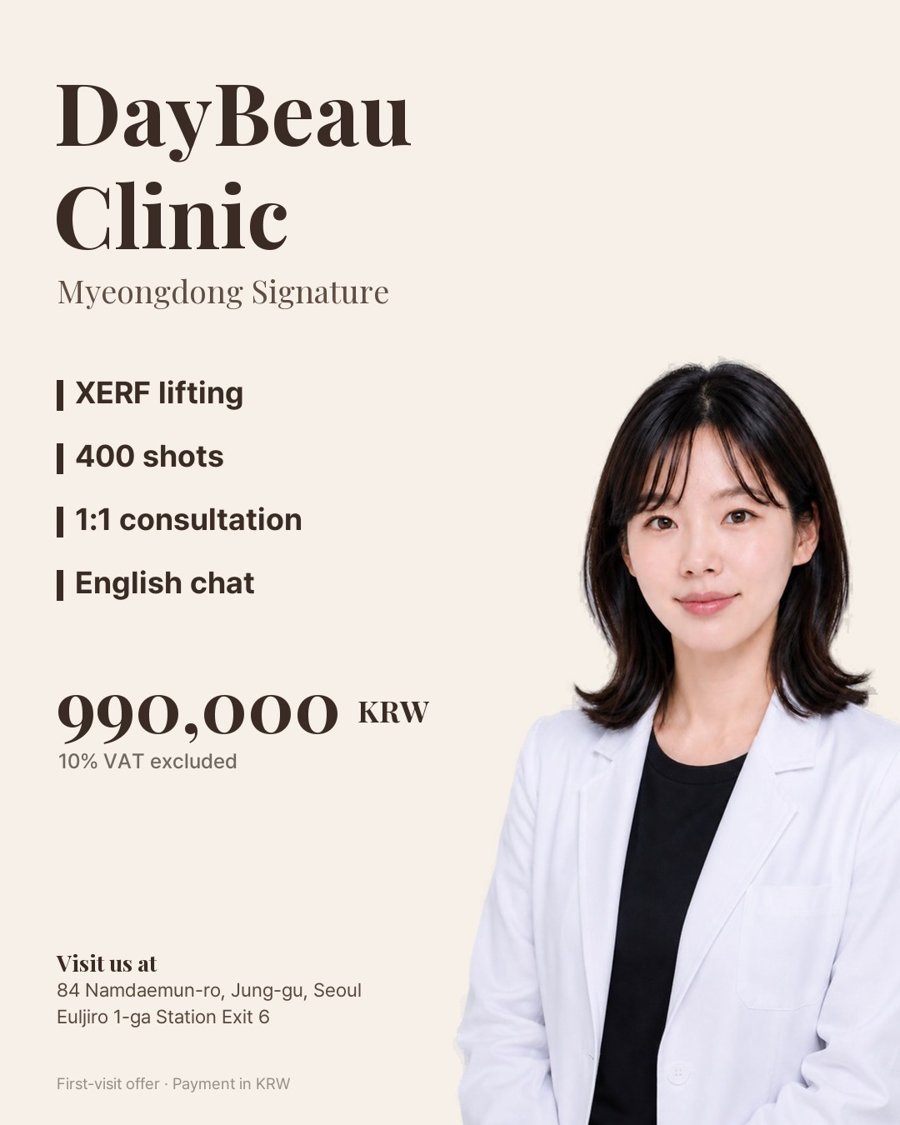 DayBeau
Clinic
Myeongdong Signature
XERF lifting
400 shots
1:1 consultation
English chat
990,000 KRW
10% VAT excluded
Visit us at
84 Namdaemun-ro, Jung-gu, Seoul
Euljiro 1-ga Station Exit 6
First-visit offer · Payment in KRW